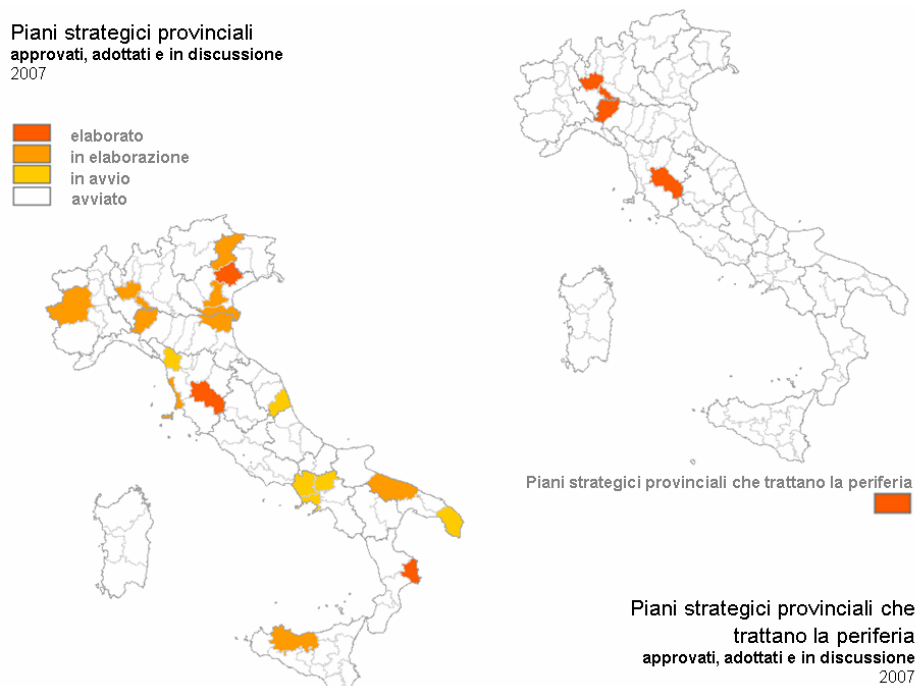 Piani strategici provinciali
approvati, adottati e in discussione
2007
elaborato
in elaborazione
in avvio
avviato
Piani strategici provinciali che trattano la periferia
Piani strategici provinciali che
trattano la periferia
approvati, adottati e in discussione
2007